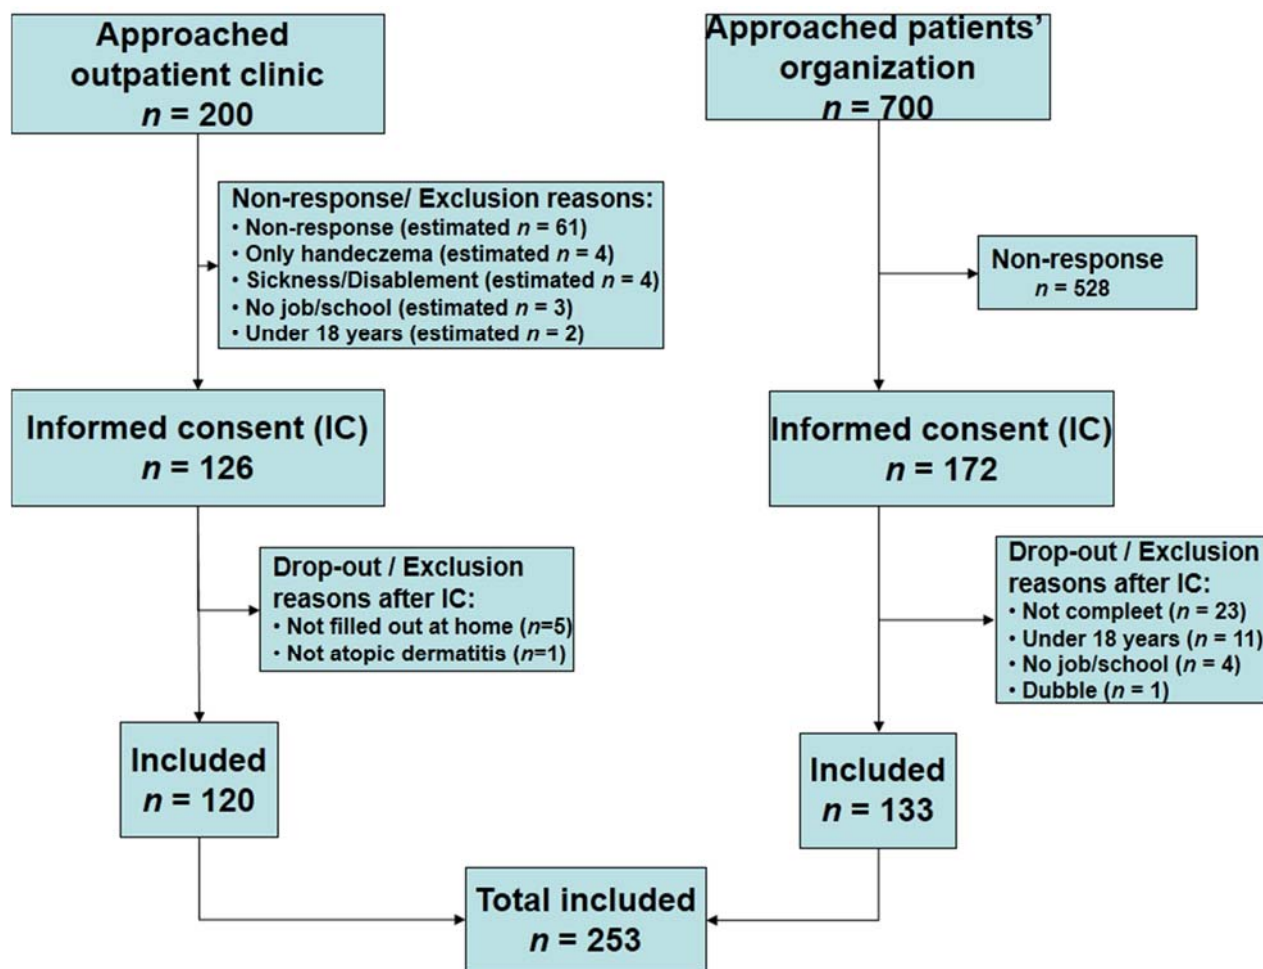 Approached
outpatient clinic
n = 200
Approached patients’
organization
n = 700
Non-response/ Exclusion reasons:
• Non-response (estimated n = 61)
• Only handeczema (estimated n = 4)
• Sickness/Disablement (estimated n = 4)
• No job/school (estimated n = 3)
• Under 18 years (estimated n = 2)
Non-response
n = 528
Informed consent (IC)
n = 126
Informed consent (IC)
n = 172
Drop-out / Exclusion
reasons after IC:
• Not filled out at home (n=5)
• Not atopic dermatitis (n=1)
Drop-out / Exclusion
reasons after IC:
• Not compleet (n = 23)
• Under 18 years (n = 11)
• No job/school (n = 4)
• Dubble (n = 1)
Included
n = 120
Included
n = 133
Total included
n = 253